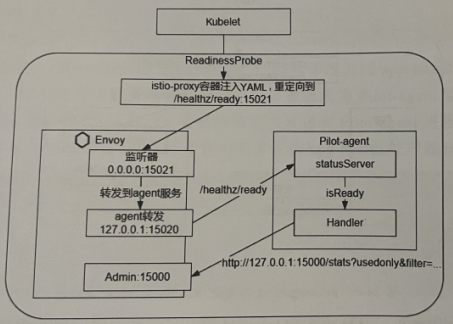 Kubelet
ReadinessProbe
istio-proxy容器注入YAML，重定向到
/healthz/ready:15021
Envoy
Pilot-agent
监听器
0.0.0.0:15021
statusServer
转发到agent服务
/healthz/ready
isReady
agent转发
127.0.0.1:15020
Handler
http://127.0.0.1:15000/stats?usedonly&filter=...
Admin:15000